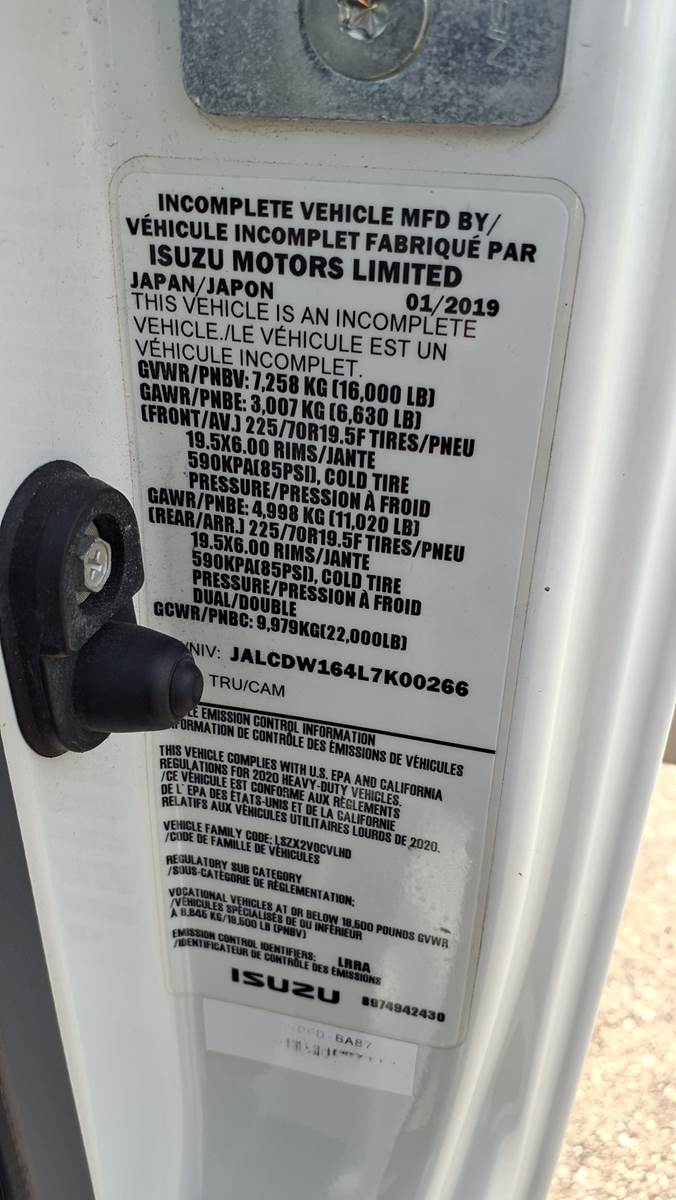 INCOMPLETE VEHICLE MFD BY/
VÉHICULE INCOMPLET FABRIQUÉ PAR
ISUZU MOTORS LIMITED
JAPAN/JAPON 01/2019
THIS VEHICLE IS AN INCOMPLETE
VEHICLE./LE VÉHICULE EST UN
VÉHICULE INCOMPLET.
GVWR/PNBV: 7,258 KG (16,000 LB)
GAWR/PNBE: 3,007 KG (6,630 LB)
(FRONT/AV.) 225/70R19.5F TIRES/PNEU
19.5X6.00 RIMS/JANTE
590KPA(85PSI), COLD TIRE
PRESSURE/PRESSION À FROID
GAWR/PNBE: 4,998 KG (11,020 LB)
(REAR/ARR.) 225/70R19.5F TIRES/PNEU
19.5X6.00 RIMS/JANTE
590KPA(85PSI), COLD TIRE
PRESSURE/PRESSION À FROID
DUAL/DOUBLE
GCWR/PNBC: 9,979KG(22,000LB)
/NIV: JALCDW164L7K00266
TRU/CAM
LE EMISSION CONTROL INFORMATION
ORMATION DE CONTRÔLE DES ÉMISSIONS DE VÉHICULES
THIS VEHICLE COMPLIES WITH U.S. EPA AND CALIFORNIA
REGULATIONS FOR 2020 HEAVY-DUTY VEHICLES.
/CE VÉHICULE EST CONFORME AUX RÈGLEMENTS
DE L' EPA DES ÉTATS-UNIS ET DE LA CALIFORNIE
RELATIFS AUX VÉHICULES UTILITAIRES LOURDS DE 2020.
VEHICLE FAMILY CODE: LSZX2VOCVLHD
/CODE DE FAMILLE DE VÉHICULES
REGULATORY SUB CATEGORY
/SOUS-CATÉGORIE DE RÈGLEMENTATION:
VOCATIONAL VEHICLES AT OR BELOW 19,500 POUNDS GVWR
/VÉHICULES SPÉCIALISÉS DE OU INFÉRIEUR
À 8,845 KG/19,500 LB (PNBV)
EMISSION CONTROL IDENTIFIERS: LRRA
/IDENTIFICATEUR DE CONTRÔLE DES ÉMISSIONS
ISUZU 8974942430
6A87